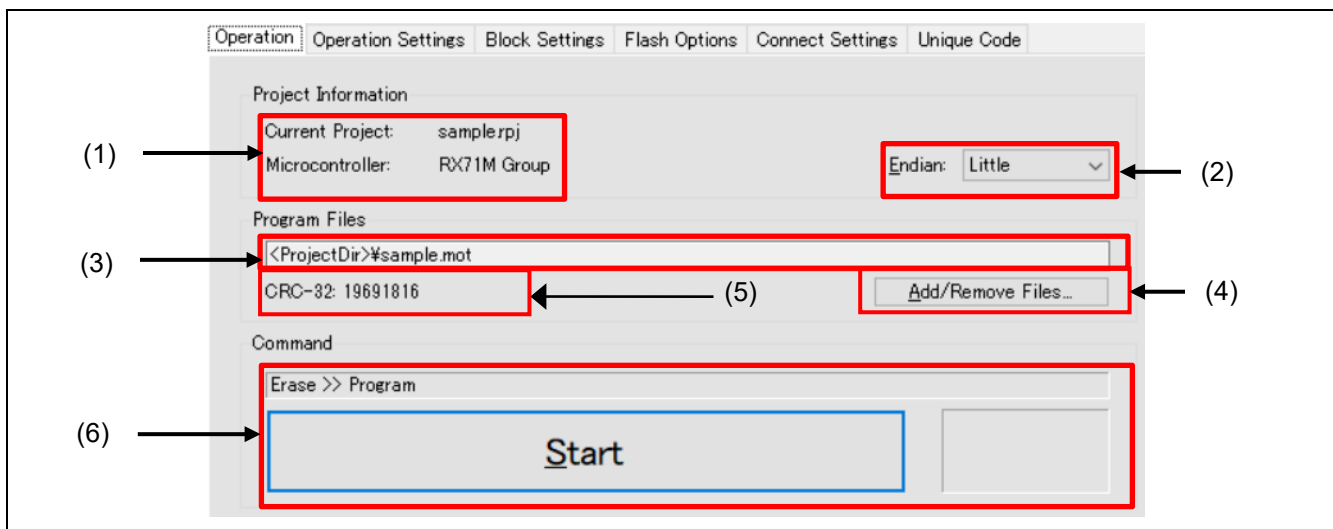 Operation Operation Settings Block Settings Flash Options Connect Settings Unique Code
Project Information
Current Project: sample.rpj
(1)
Microcontroller: RX71M Group
Endian: Little
(2)
Program Files
<ProjectDir>¥sample.mot
(3)
CRC-32: 19691816
(5)
Add/Remove Files...
(4)
Command
Erase >> Program
(6)
Start